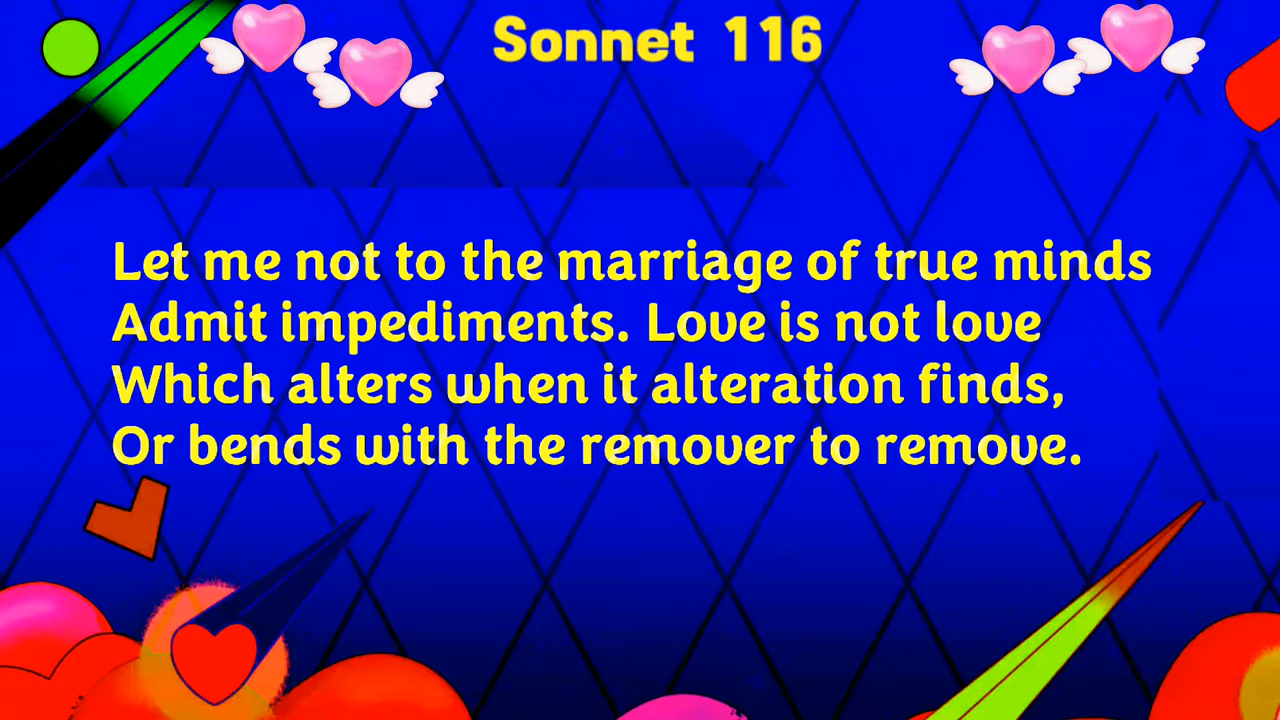 Sonnet 116
Let me not to the marriage of true minds
Admit impediments. Love is not love
Which alters when it alteration finds,
Or bends with the remover to remove.